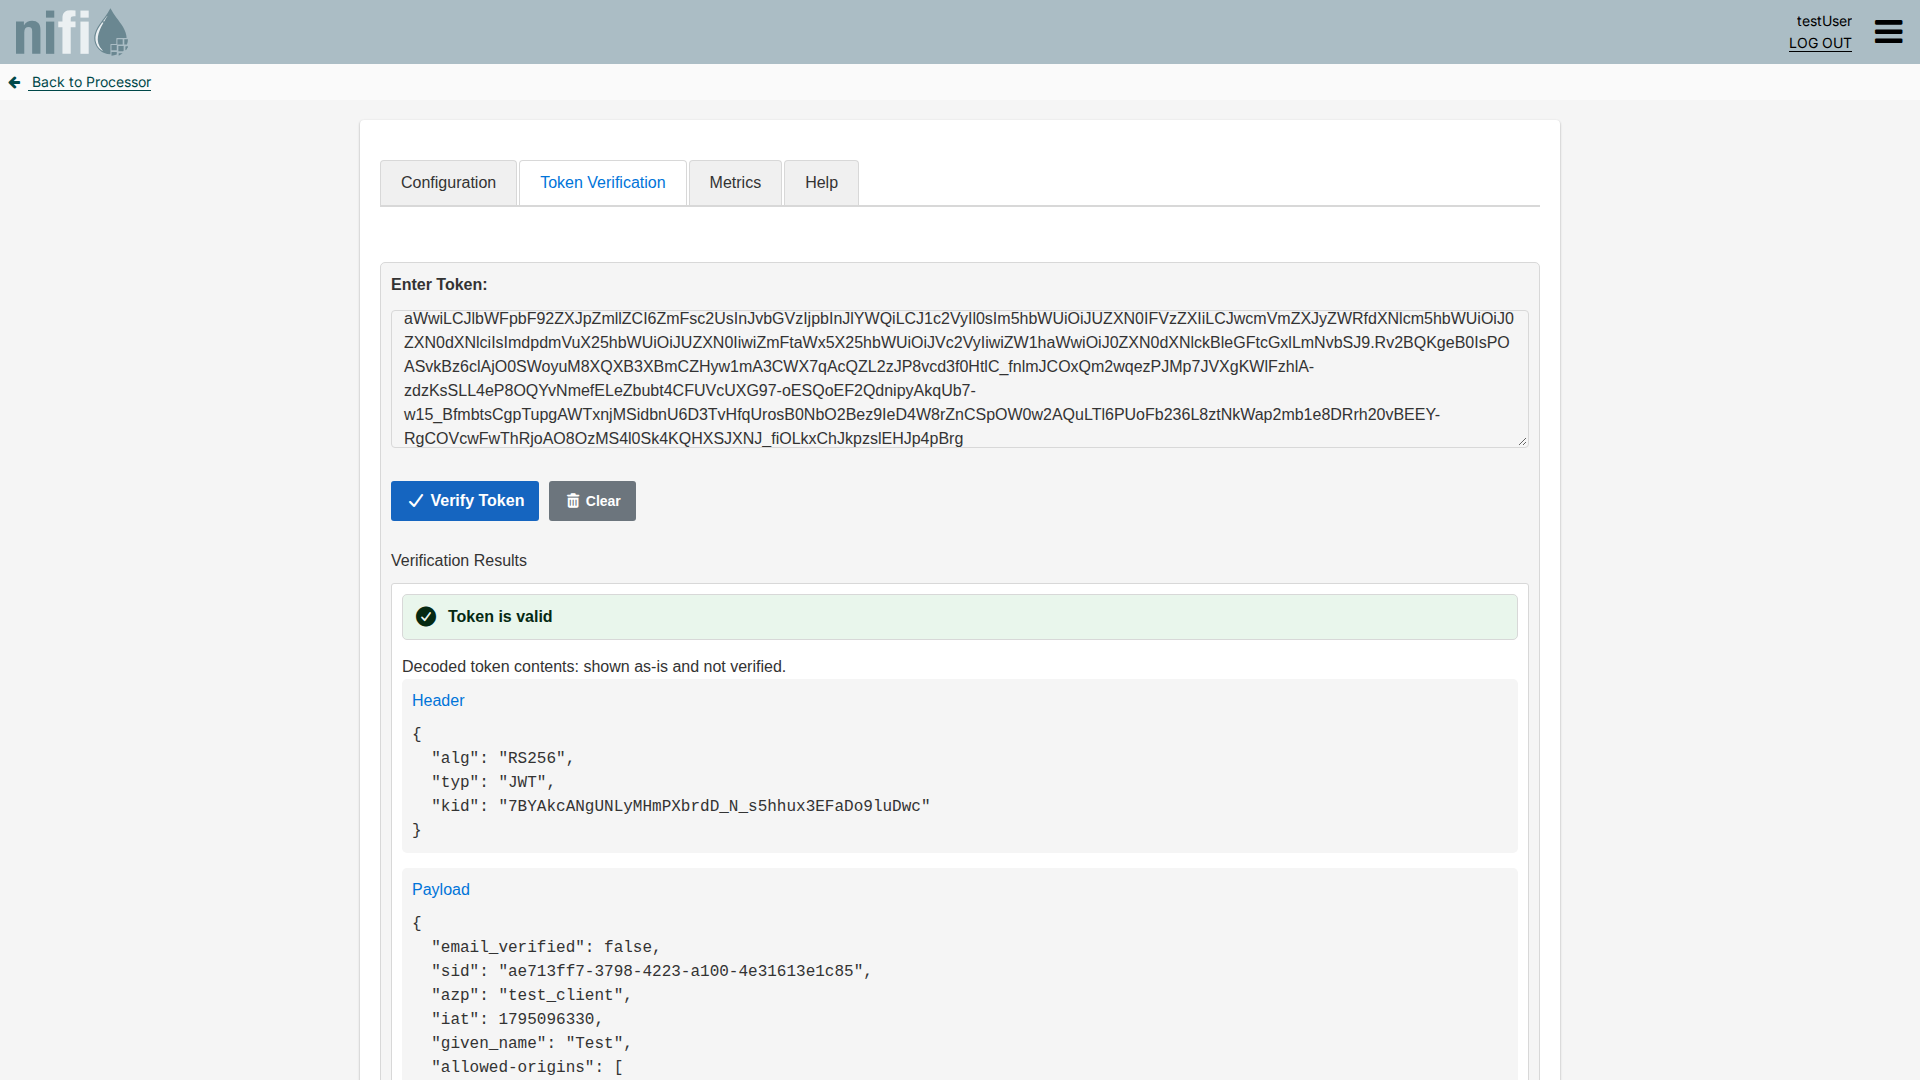 nifi
testUser
LOG OUT
Back to Processor
Configuration
Token Verification
Metrics
Help
Enter Token:
aWwiLCJlbWFpbF92ZXJpZmllZCI6ZmFsc2UsInJvbGVzIjpbInJlYWQiLCJ1c2VyIl0sIm5hbWUiOiJUZXN0IFVzZXIiLCJwcmVmZXJyZWRfdXNlcm5hbWUiOiJ0
ZXN0dXNlciIsImdpdmVuX25hbWUiOiJUZXN0IiwiZmFtaWx5X25hbWUiOiJVc2VyIiwiZW1haWwiOiJ0ZXN0dXNlckBleGFtcGxlLmNvbSJ9.Rv2BQKgeB0IsPO
ASvkBz6clAjO0SWoyuM8XQXB3XBmCZHyw1mA3CWX7qAcQZL2zJP8vcd3f0HtlC_fnlmJCOxQm2wqezPJMp7JVXgKWlFzhlA-
zdzKsSLL4eP8OQYvNmefELeZbubt4CFUVcUXG97-oESQoEF2QdnipyAkqUb7-
w15_BfmbtsCgpTupgAWTxnjMSidbnU6D3TvHfqUrosB0NbO2Bez9IeD4W8rZnCSpOW0w2AQuLTl6PUoFb236L8ztNkWap2mb1e8DRrh20vBEEY-
RgCOVcwFwThRjoAO8OzMS4l0Sk4KQHXSJXNJ_fiOLkxChJkpzslEHJp4pBrg
Verify Token
Clear
Verification Results
Token is valid
Decoded token contents: shown as-is and not verified.
Header
{
"alg": "RS256",
"typ": "JWT",
"kid": "7BYAkcANgUNLyMHmPXbrdD_N_s5hhux3EFaDo9luDwc"
}
Payload
{
"email_verified": false,
"sid": "ae713ff7-3798-4223-a100-4e31613e1c85",
"azp": "test_client",
"iat": 1795096330,
"given_name": "Test",
"allowed-origins": [